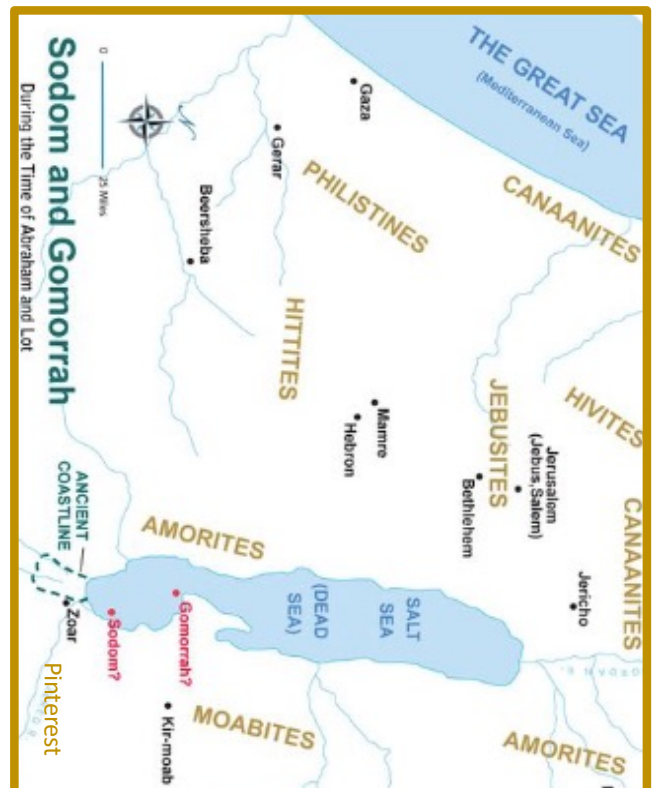 Sodom and Gomorrah
During the Time of Abraham and Lot
0
25 Miles
N
THE GREAT SEA
(Mediterranean Sea)
CANAANITES
Gaza
Gerar
PHILISTINES
Beersheba
HITTITES
HIVITES
JEBUSITES
Jerusalem
(Jebus, Salem)
Bethlehem
Mamre
Hebron
CANAANITES
Jericho
AMORITES
SALT
SEA
(DEAD
SEA)
ANCIENT
COASTLINE
Gomorrah?
Sodom?
Zoar
Kir-moab
MOABITES
AMORITES
Pinterest